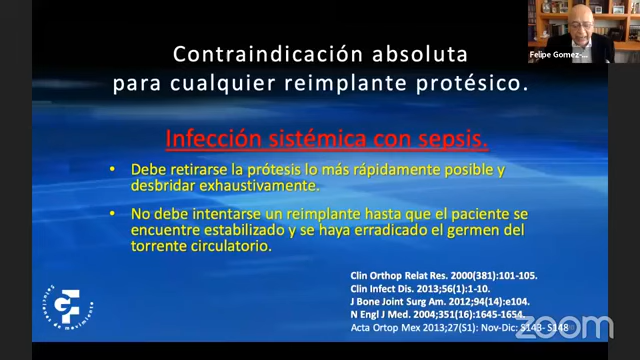 Contraindicación absoluta
para cualquier reimplante protésico.
Felipe Gomez-...
Infección sistémica con sepsis.
• Debe retirarse la prótesis lo más rápidamente posible y
desbridar exhaustivamente.
• No debe intentarse un reimplante hasta que el paciente se
encuentre estabilizado y se haya erradicado el germen del
torrente circulatorio.
Clin Orthop Relat Res. 2000(381):101-105.
Clin Infect Dis. 2013;56(1):1-10.
J Bone Joint Surg Am. 2012;94(14):e104.
N Engl J Med. 2004;351(16):1645-1654.
Acta Ortop Mex 2013;27(S1): Nov-Dic: S143- S148
GF
zoom